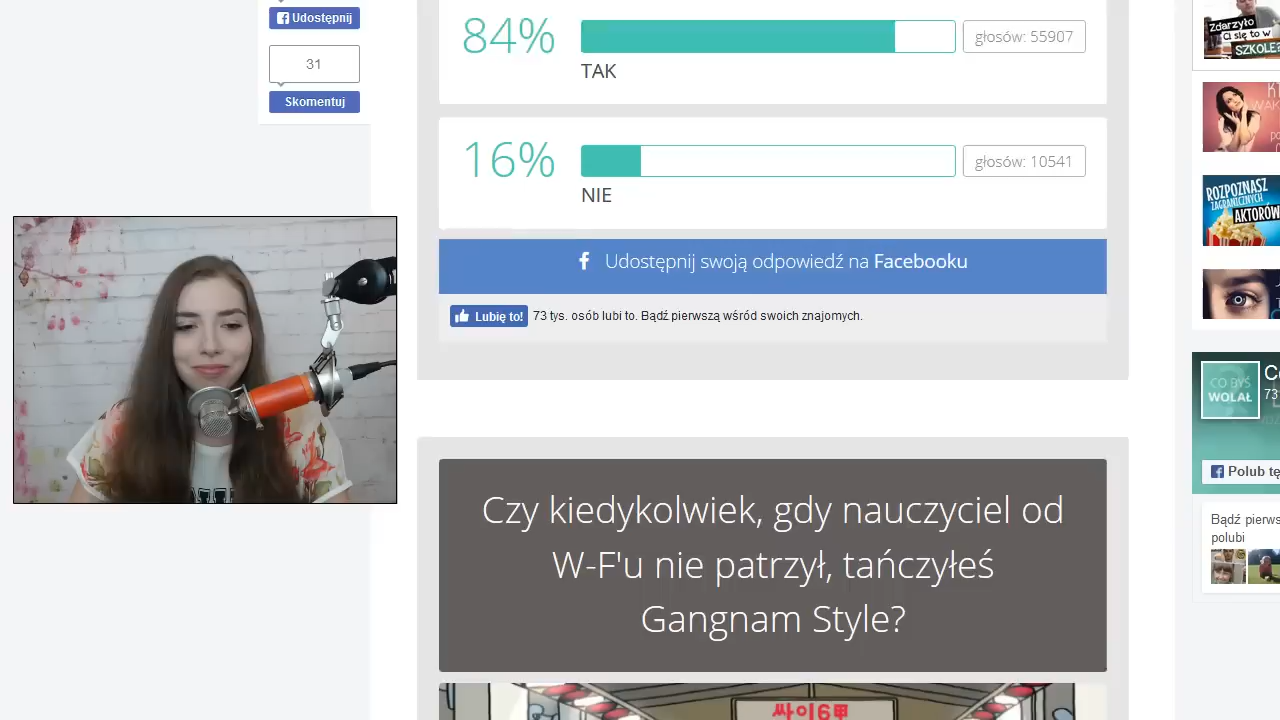 Udostępnij
31
Skomentuj
84%
głosów: 55907
TAK
16%
głosów: 10541
NIE
Udostępnij swoją odpowiedź na Facebooku
Lubię to! 73 tys. osób lubi to. Bądź pierwszą wśród swoich znajomych.
Czy kiedykolwiek, gdy nauczyciel od
W-F'u nie patrzył, tańczyłeś
Gangnam Style?
Zdarzyło
Ci się to w
SZKOLE?
ROZPOZNASZ
ZAGRANICZNYCH
AKTORÓW
CO BYŚ
WOLAŁ
73
Polub tę
Bądź pierws
polubi